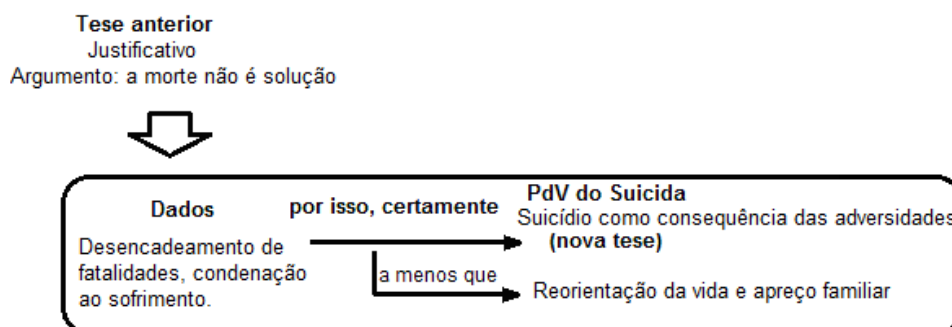 Tese anterior
Justificativo
Argumento: a morte não é solução
Dados
por isso, certamente
PdV do Suicida
Suicídio como consequência das adversidades
(nova tese)
Desencadeamento de
fatalidades, condenação
ao sofrimento.
a menos que
Reorientação da vida e apreço familiar